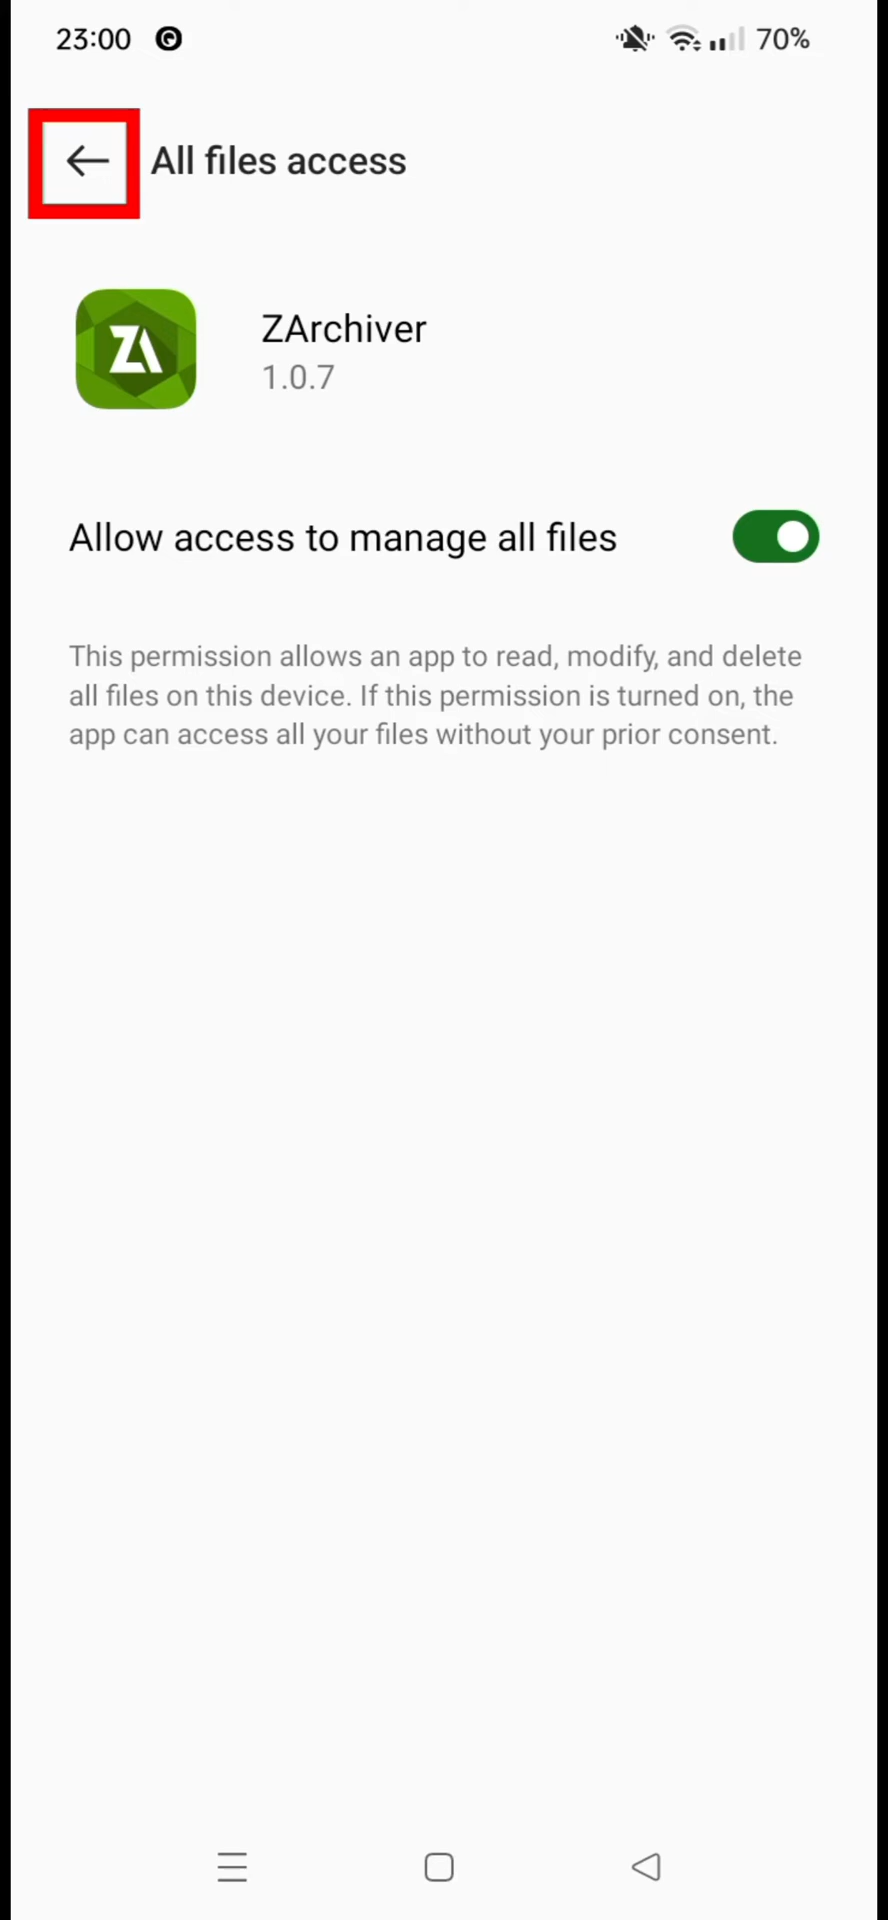 23:00
70%
All files access
ZA
ZArchiver
1.0.7
Allow access to manage all files
This permission allows an app to read, modify, and delete
all files on this device. If this permission is turned on, the
app can access all your files without your prior consent.